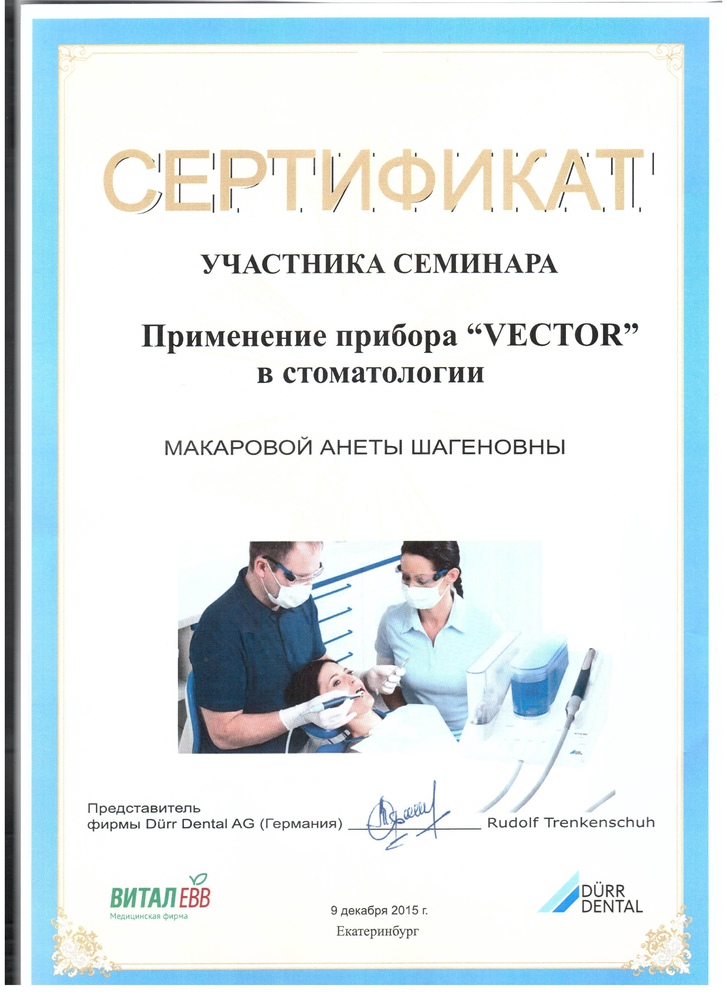 СЕРТИФИКАТ
УЧАСТНИКА СЕМИНАРА
Применение прибора “VECTOR”
в стоматологии
МАКАРОВОЙ АНЕТЫ ШАГЕНОВНЫ
Представитель
фирмы Dürr Dental AG (Германия) Rudolf Trenkenschuh
ВИТАЛ ЕВВ
Медицинская фирма
DÜRR
DENTAL
9 декабря 2015 г.
Екатеринбург